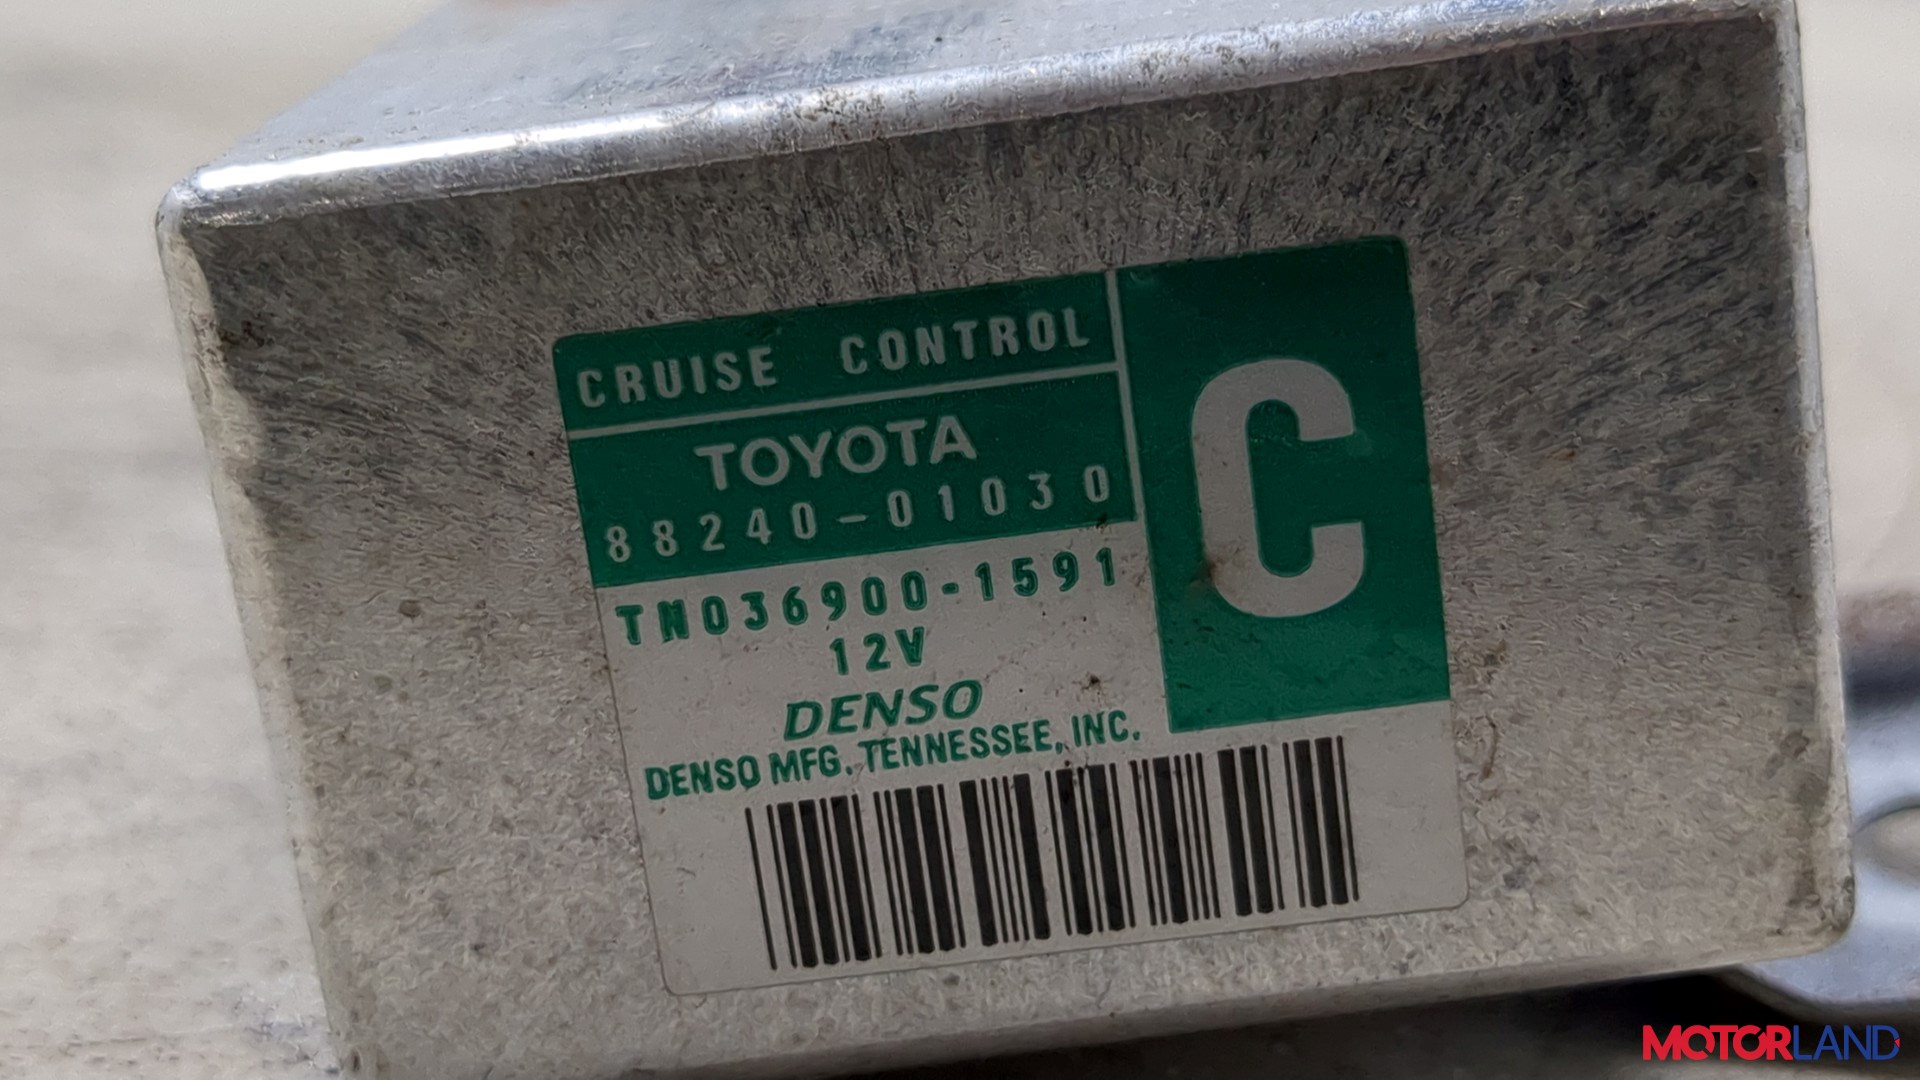 CRUISE CONTROL
TOYOTA
88240-01030
C
TN036900-1591
12V
DENSO
DENSO MFG. TENNESSEE, INC.
MOTORLAND